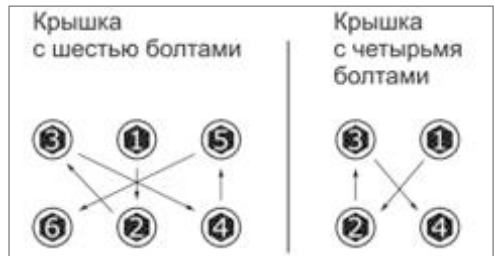 Крышка
с шестью болтами
3 1 5
6 2 4
Крышка
с четырьмя
болтами
3 1
2 4